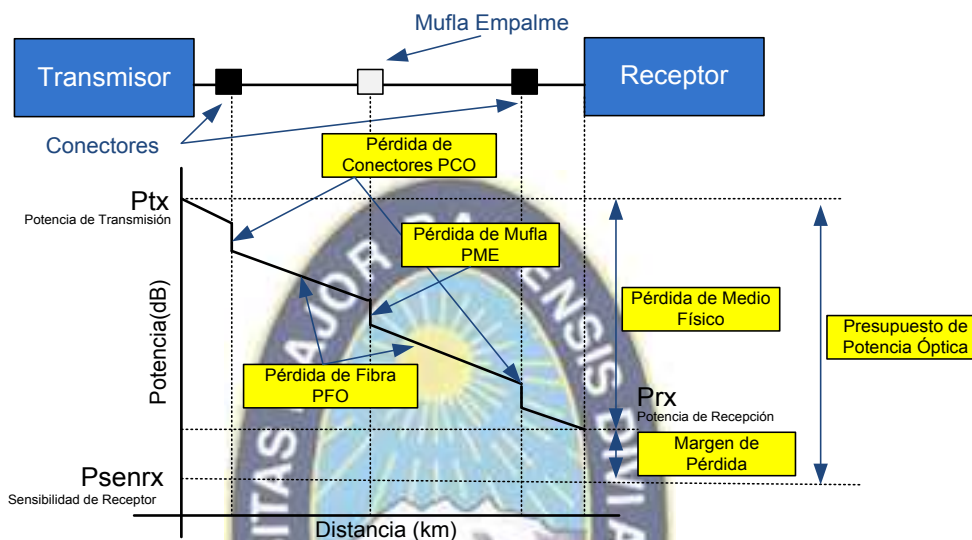 Mufla Empalme
Transmisor
Receptor
Conectores
Pérdida de
Conectores PCO
Ptx
Potencia de Transmisión
Pérdida de Mufla
PME
Pérdida de Medio
Físico
Presupuesto de
Potencia Óptica
Potencia(dB)
Pérdida de Fibra
PFO
Prx
Potencia de Recepción
Margen de
Pérdida
Psenrx
Sensibilidad de Receptor
Distancia (km)